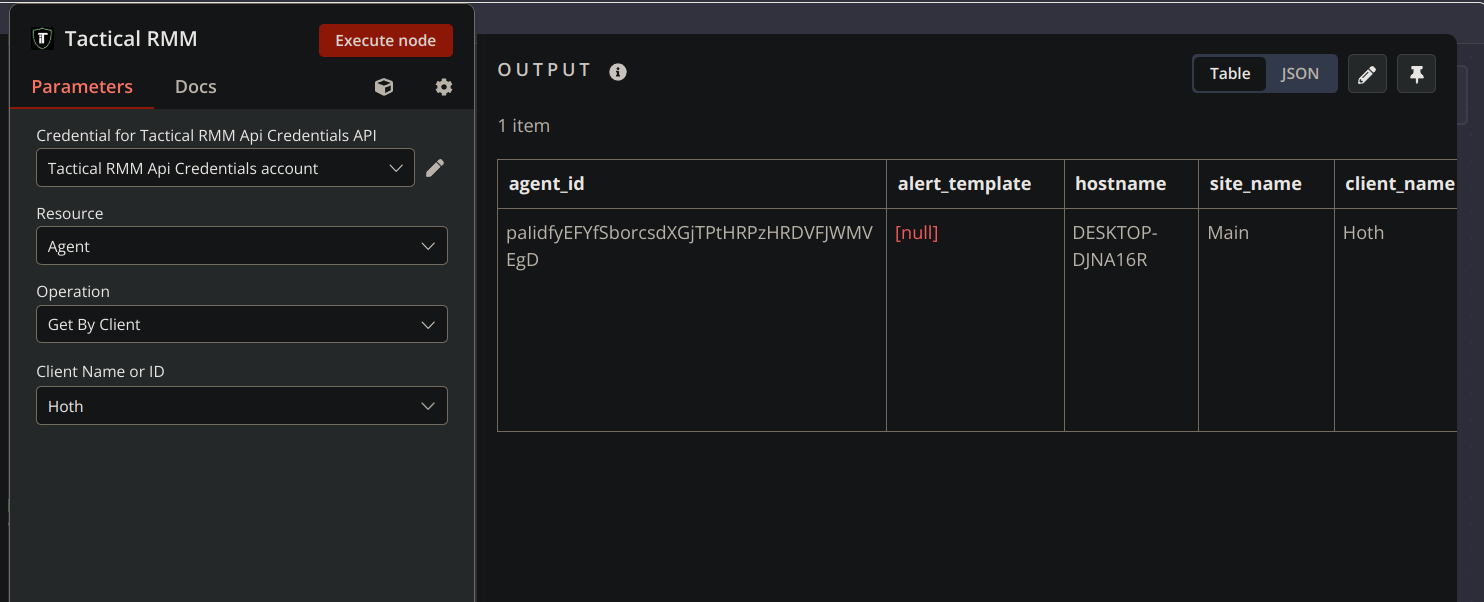 Tactical RMM
Execute node
Parameters
Docs
Credential for Tactical RMM Api Credentials API
Tactical RMM Api Credentials account
Resource
Agent
Operation
Get By Client
Client Name or ID
Hoth
OUTPUT
Table
JSON
1 item
agent_id
alert_template
hostname
site_name
client_name
paIidfyEFYfSborcsdXGjTPtHRPzHRDVFJWMV
EgD
[null]
DESKTOP-
DJNA16R
Main
Hoth